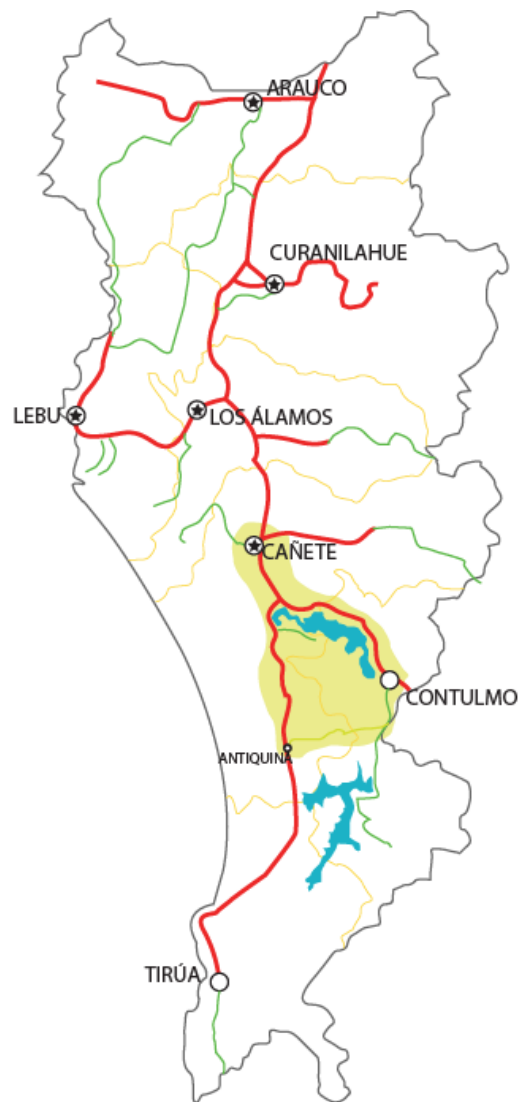 ARAUCO
CURANILAHUE
LEBU
LOS ÁLAMOS
CAÑETE
CONTULMO
ANTIQUINA
TIRÚA